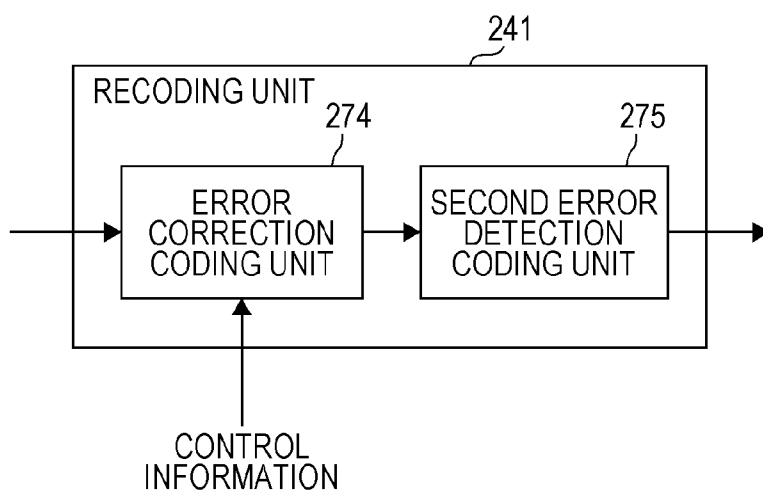 241
RECODING UNIT
274
275
ERROR
CORRECTION
CODING UNIT
SECOND ERROR
DETECTION
CODING UNIT
CONTROL
INFORMATION